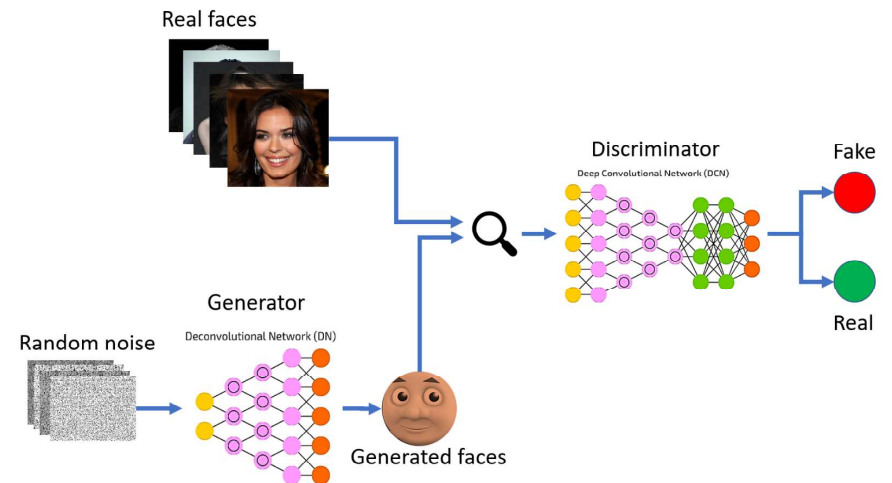 Real faces
Discriminator
Deep Convolutional Network (DCN)
Fake
Real
Generator
Deconvolutional Network (DN)
Random noise
Generated faces